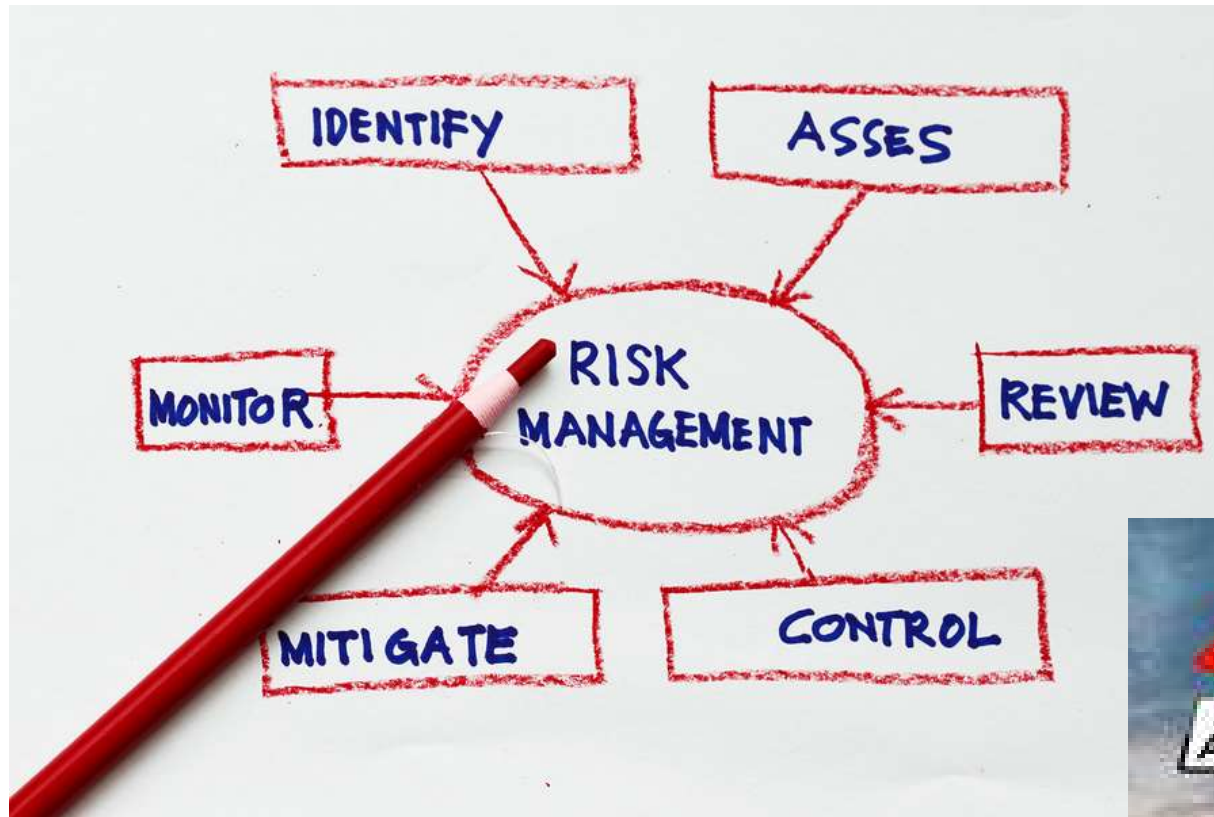 IDENTIFY
ASSES
MONITOR
RISK
MANAGEMENT
REVIEW
MITIGATE
CONTROL